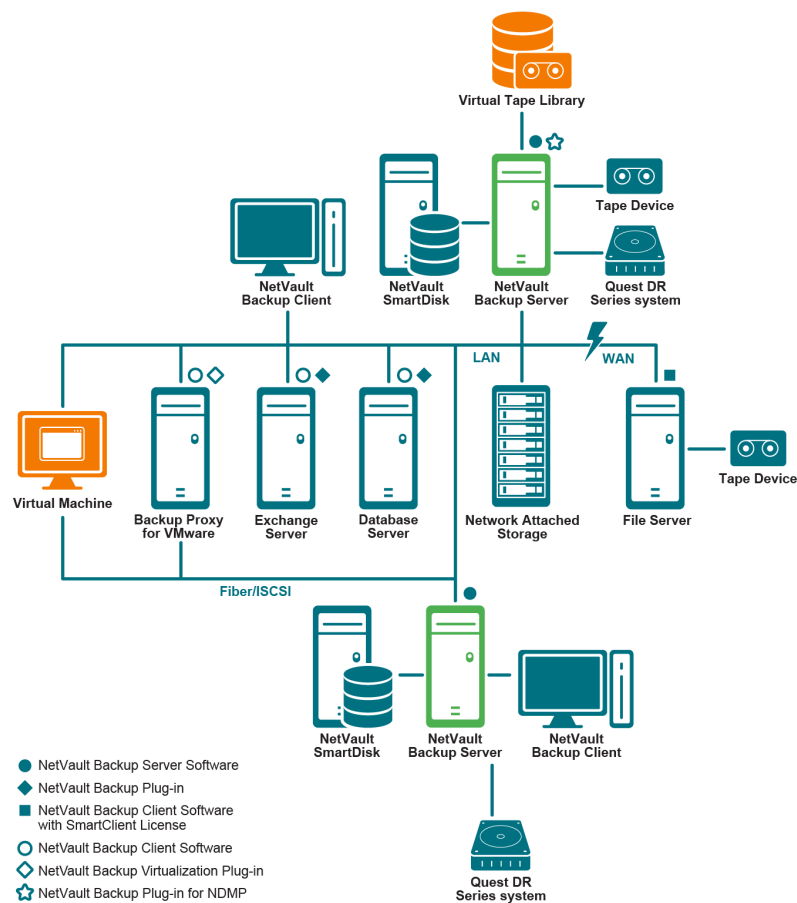 Virtual Tape Library
Tape Device
NetVault
Backup Client
NetVault
SmartDisk
NetVault
Backup Server
Quest DR
Series system
LAN
WAN
Virtual Machine
Backup Proxy
for VMware
Exchange
Server
Database
Server
Network Attached
Storage
File Server
Tape Device
Fiber/ISCSI
NetVault
SmartDisk
NetVault
Backup Server
NetVault
Backup Client
NetVault Backup Server Software
NetVault Backup Plug-in
NetVault Backup Client Software
with SmartClient License
NetVault Backup Client Software
NetVault Backup Virtualization Plug-in
NetVault Backup Plug-in for NDMP
Quest DR
Series system